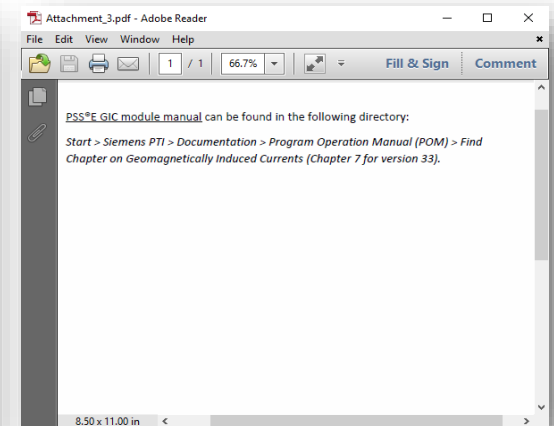 Attachment_3.pdf - Adobe Reader
File Edit View Window Help
1 / 1 66.7% Fill & Sign Comment
PSS®E GIC module manual can be found in the following directory:
Start > Siemens PTI > Documentation > Program Operation Manual (POM) > Find
Chapter on Geomagnetically Induced Currents (Chapter 7 for version 33).
8.50 x 11.00 in